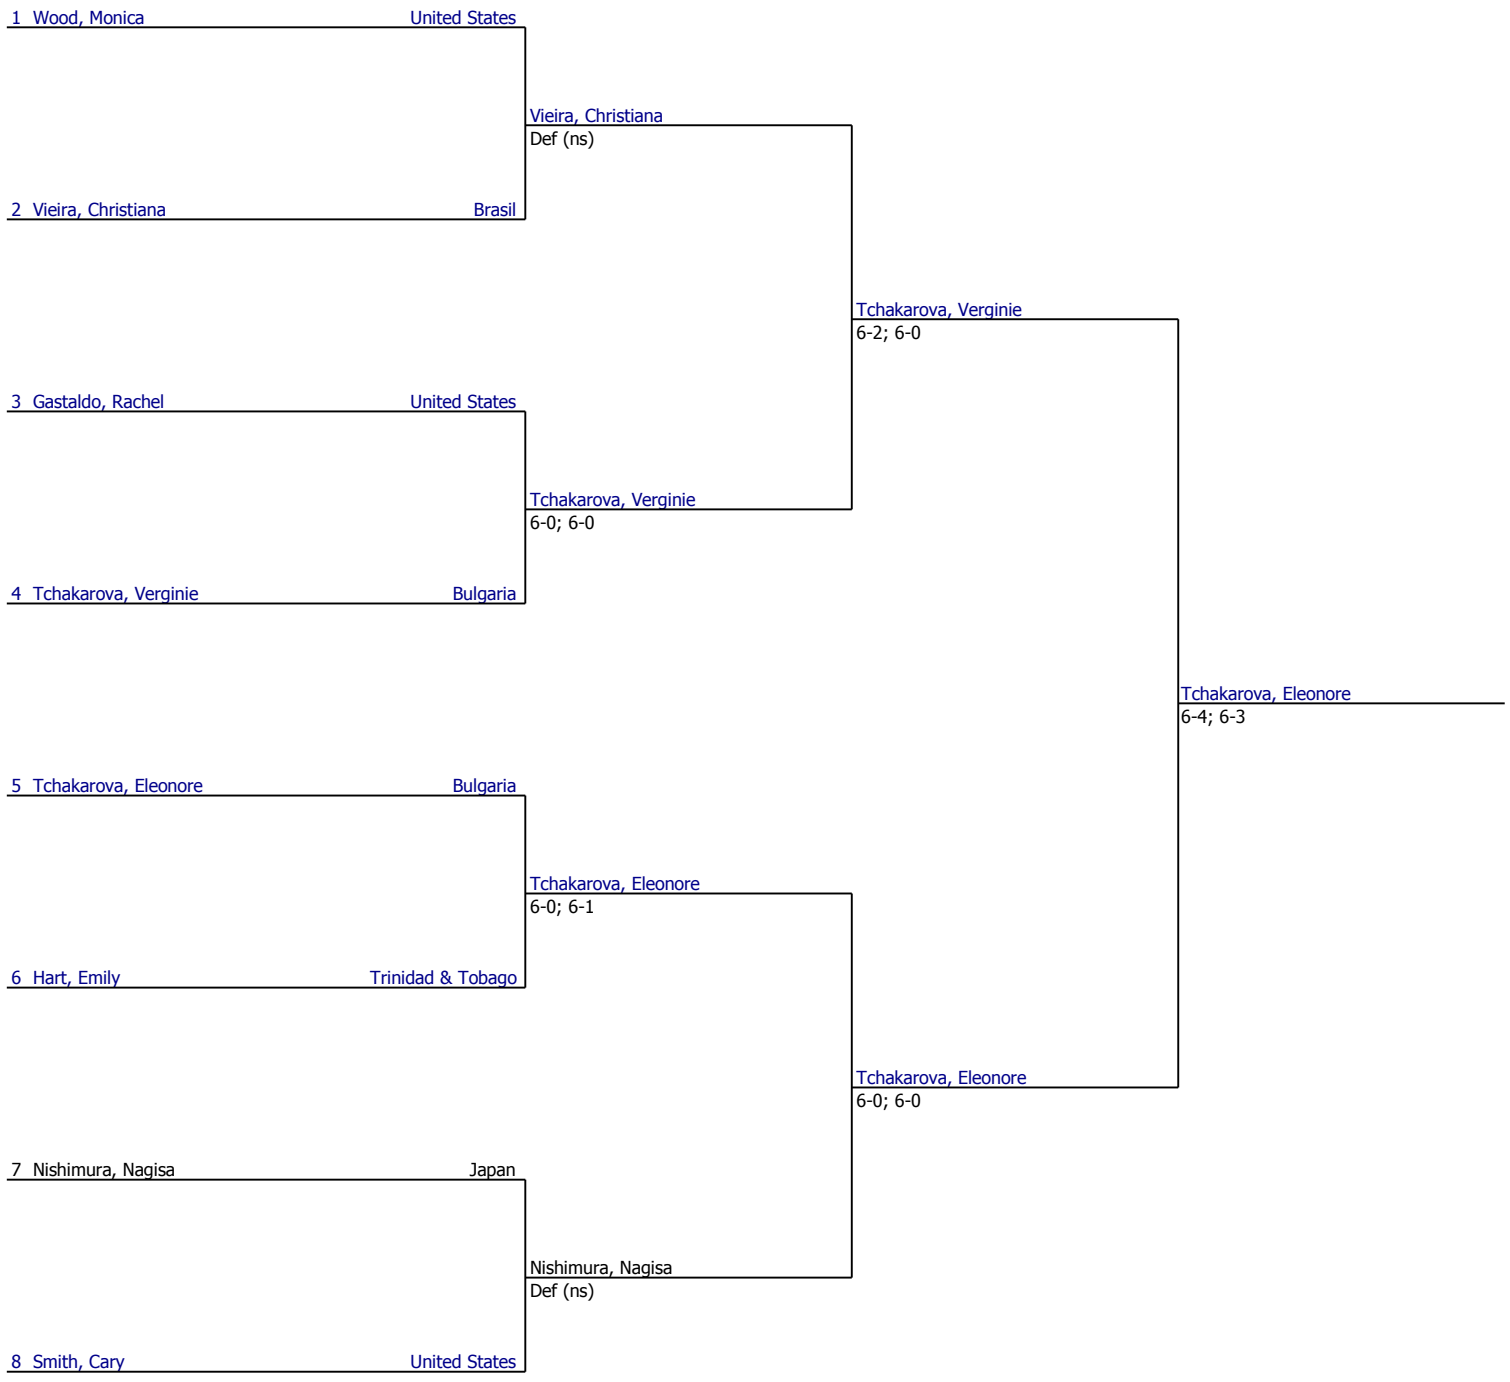 1 Wood, Monica United States
Vieira, Christiana
Def (ns)
2 Vieira, Christiana Brasil
Tchakarova, Verginie
6-2; 6-0
3 Gastaldo, Rachel United States
Tchakarova, Verginie
6-0; 6-0
4 Tchakarova, Verginie Bulgaria
Tchakarova, Eleonore
6-4; 6-3
5 Tchakarova, Eleonore Bulgaria
Tchakarova, Eleonore
6-0; 6-1
6 Hart, Emily Trinidad & Tobago
Tchakarova, Eleonore
6-0; 6-0
7 Nishimura, Nagisa Japan
Nishimura, Nagisa
Def (ns)
8 Smith, Cary United States